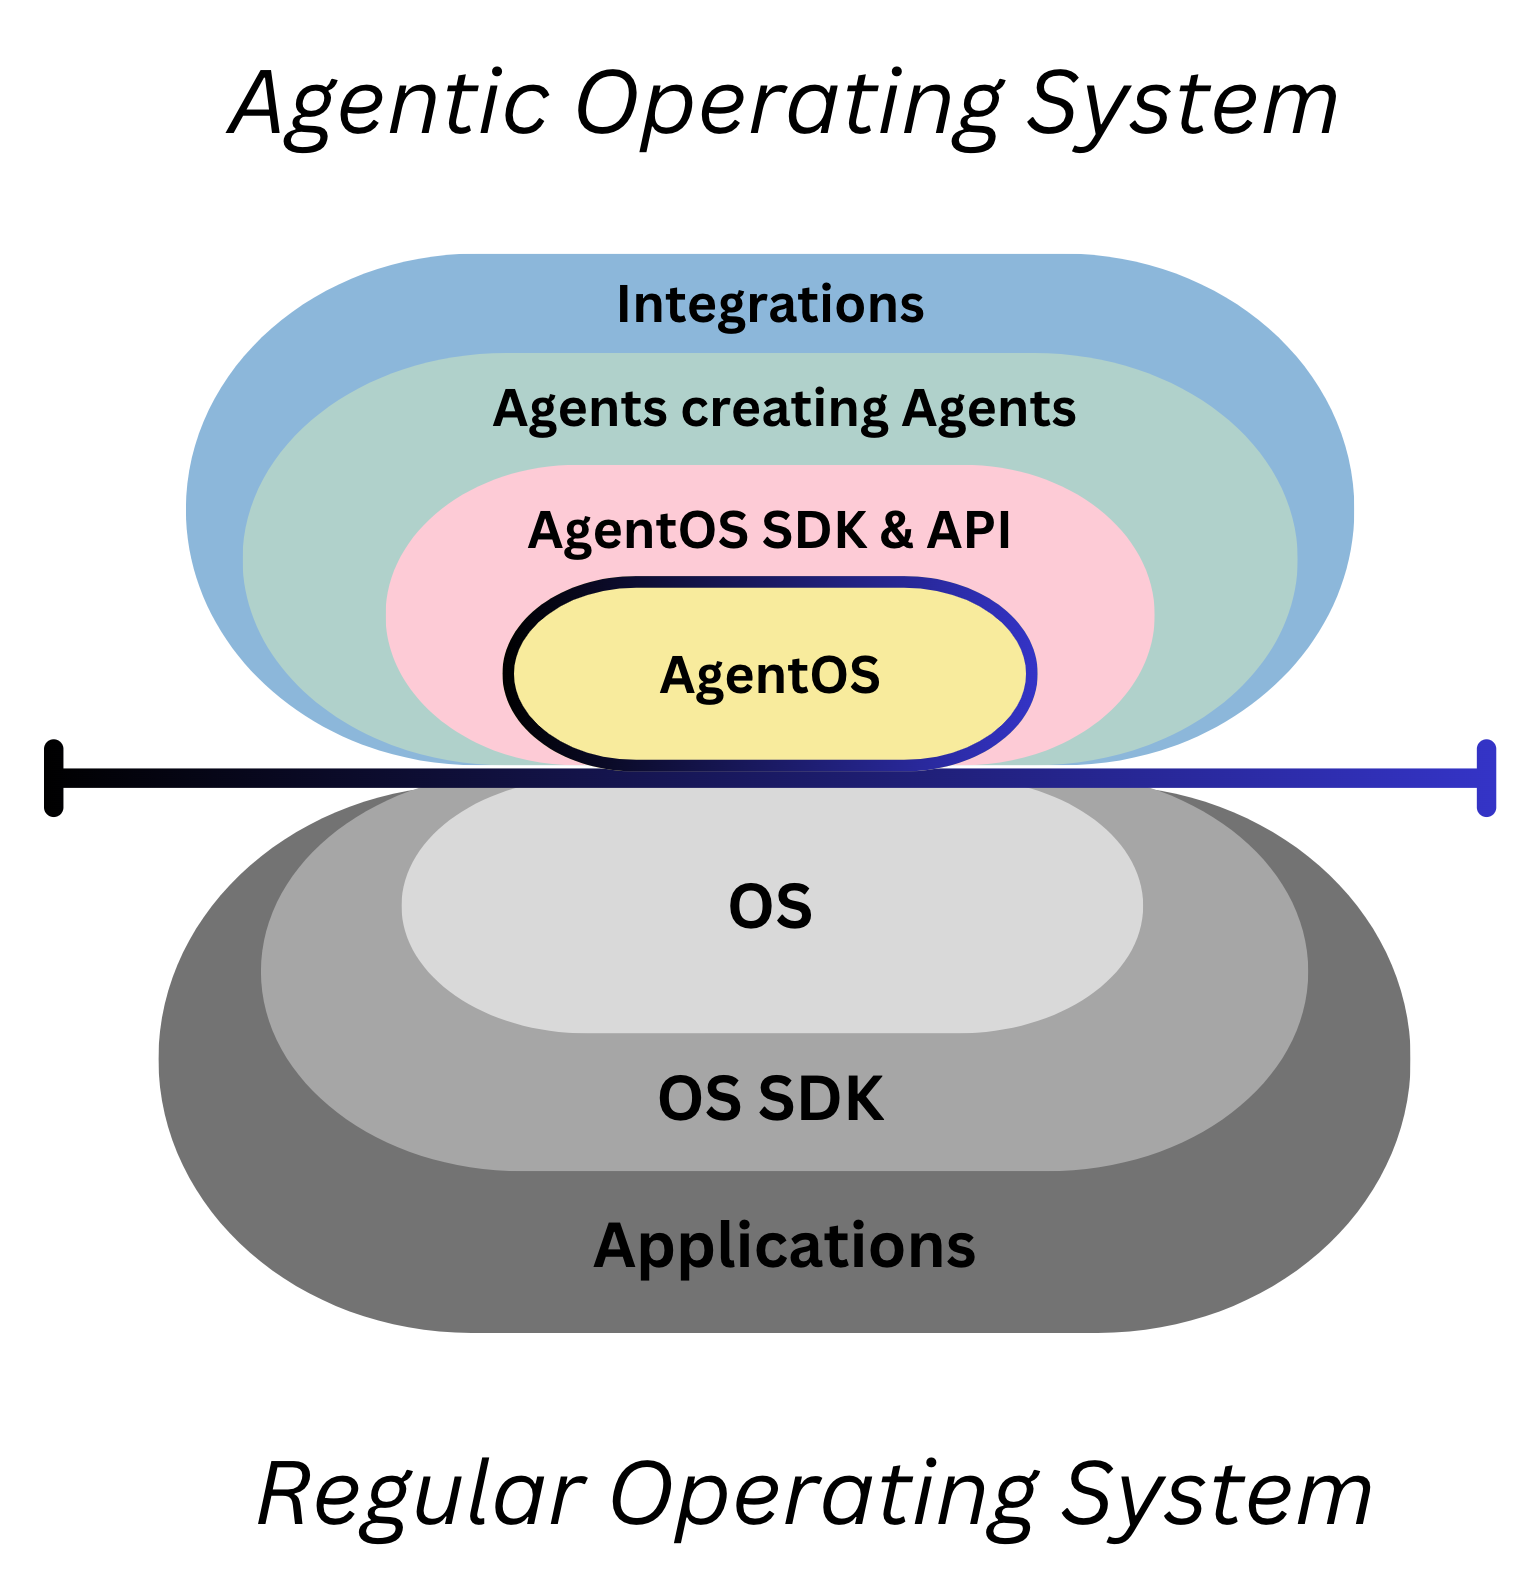 Agentic Operating System
Integrations
Agents creating Agents
AgentOS SDK & API
AgentOS
OS
OS SDK
Applications
Regular Operating System